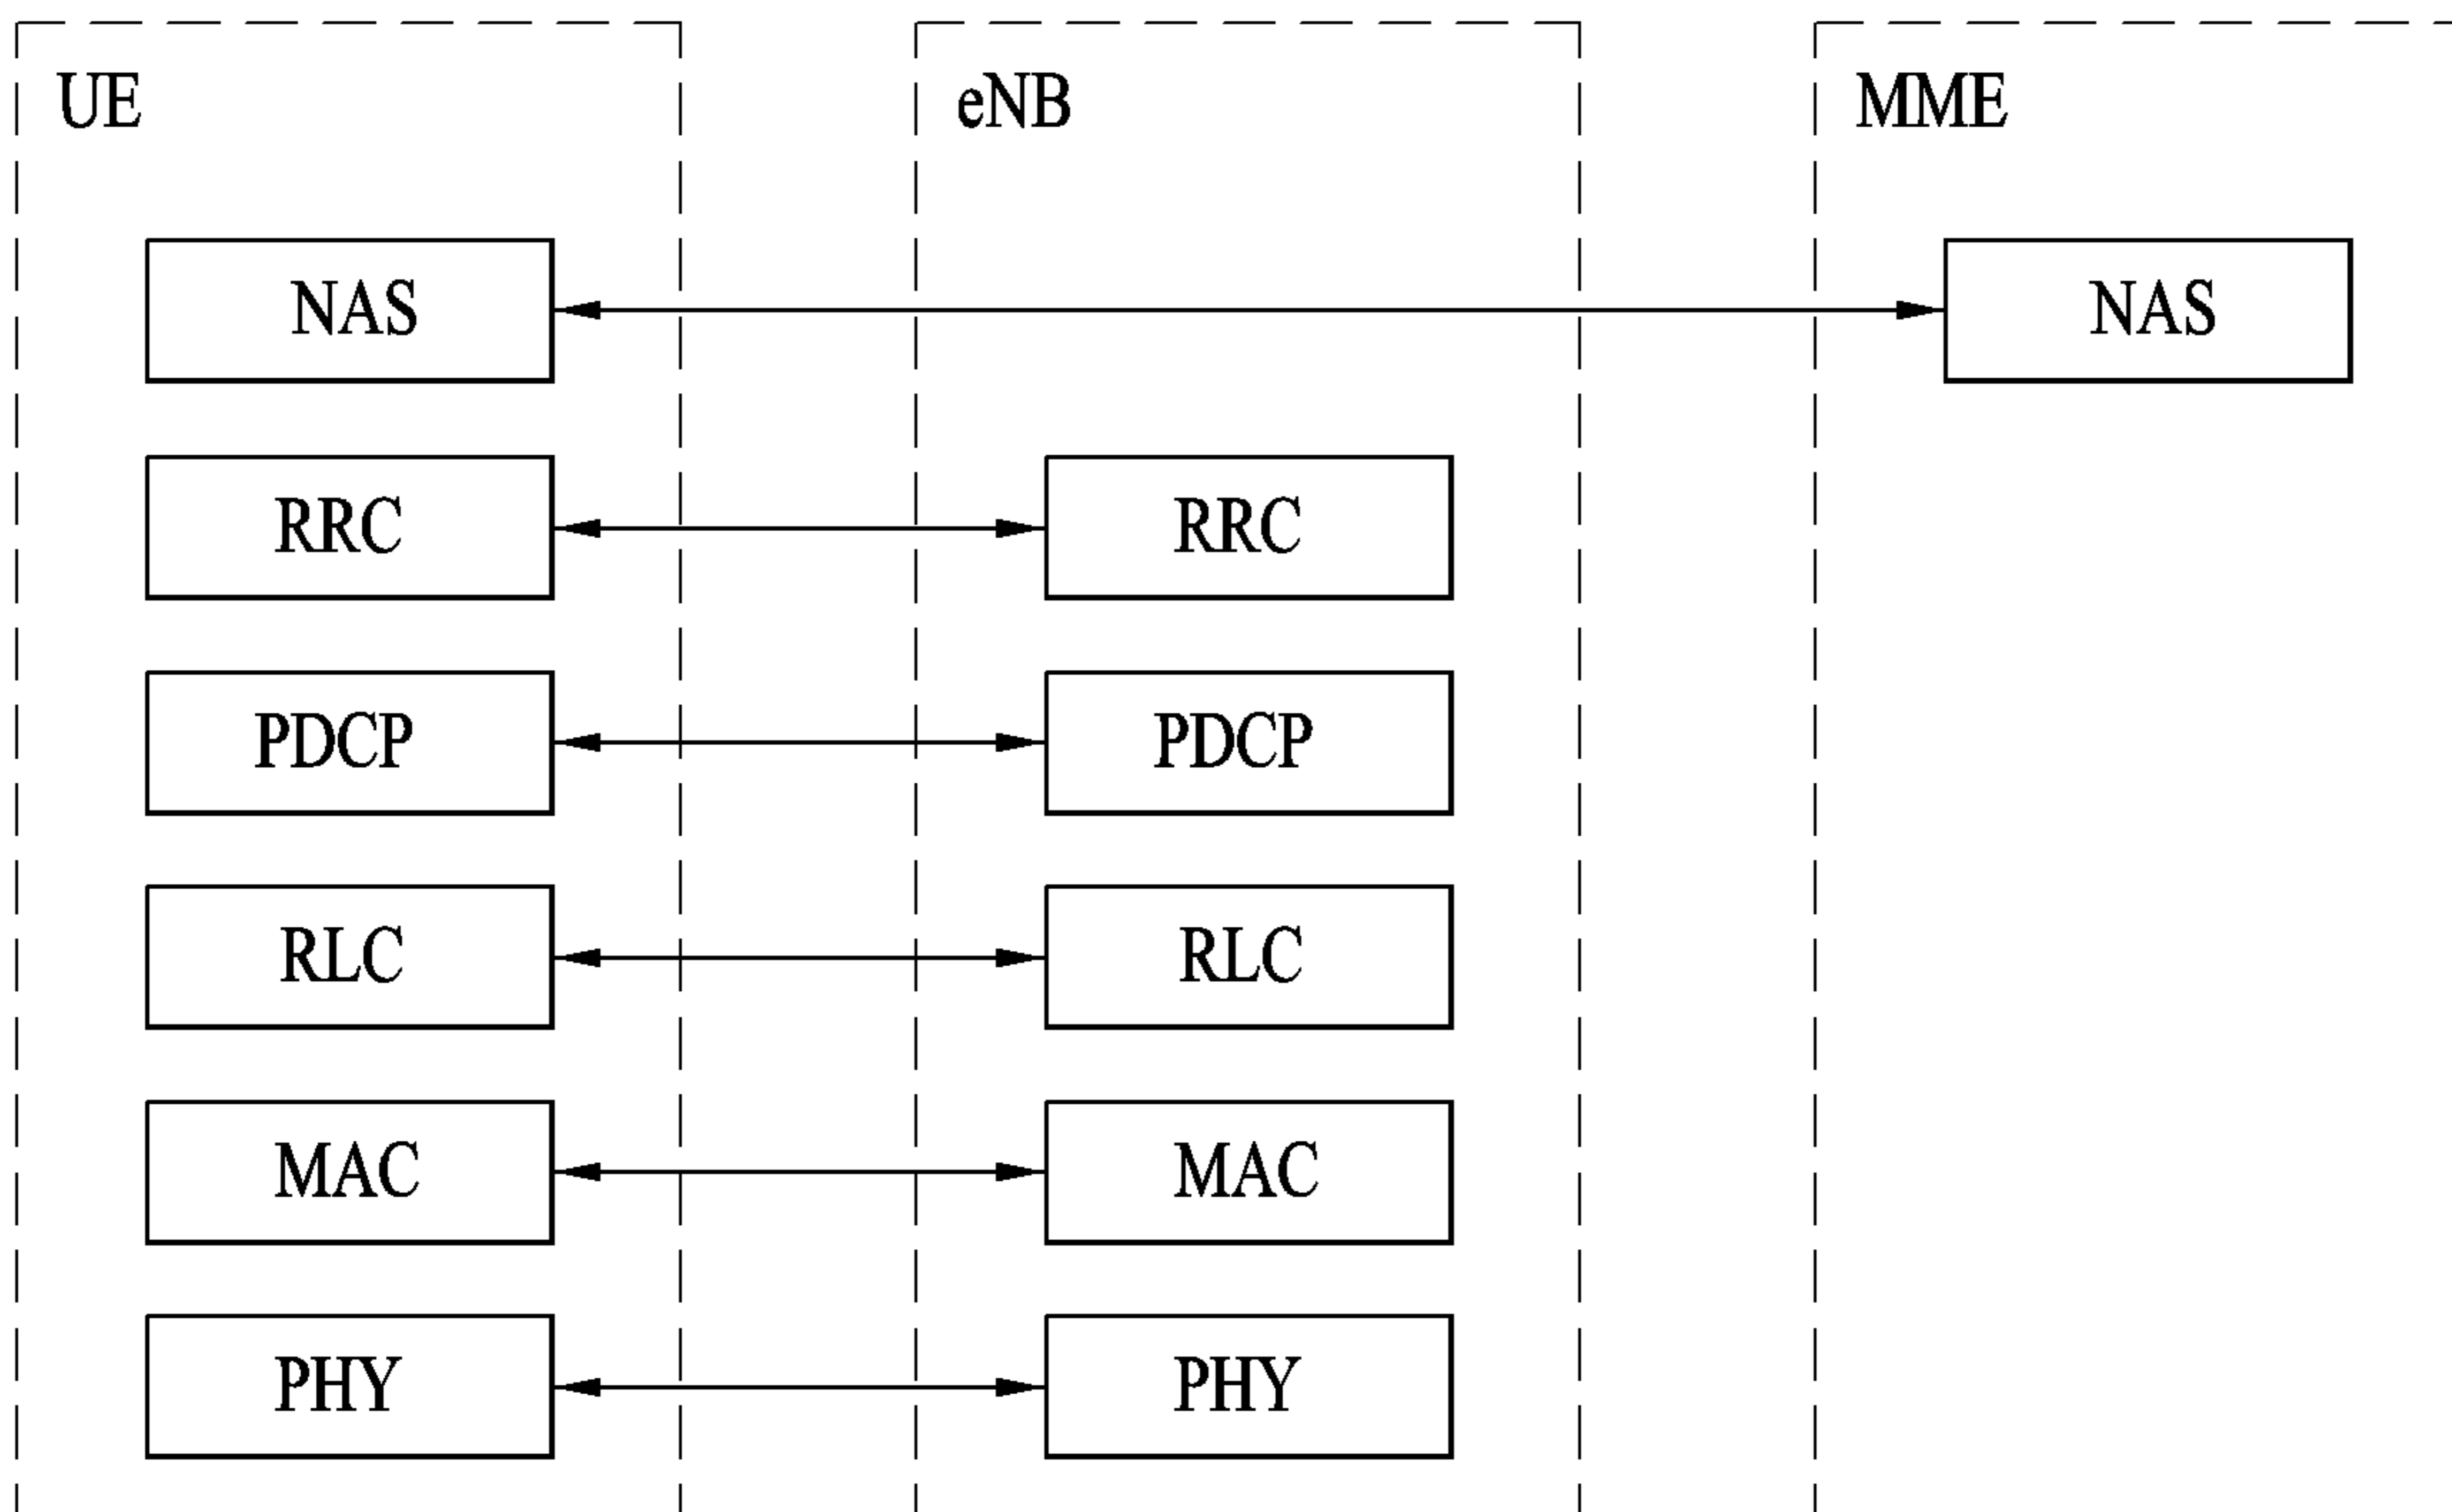 UE
eNB
MME
NAS
NAS
RRC
RRC
PDCP
PDCP
RLC
RLC
MAC
MAC
PHY
PHY